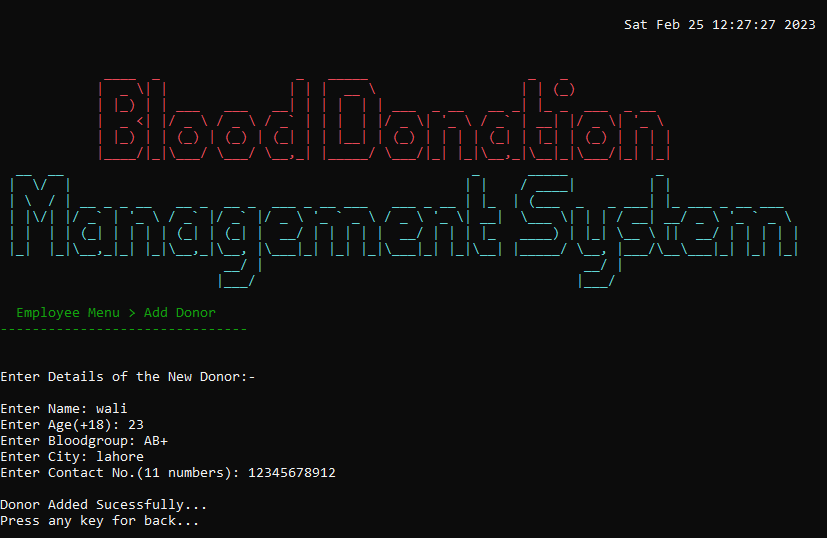 Sat Feb 25 12:27:27 2023
Blood Donation
Management System
Employee Menu > Add Donor
-------------------------------
Enter Details of the New Donor:-
Enter Name: wali
Enter Age(+18): 23
Enter Bloodgroup: AB+
Enter City: lahore
Enter Contact No.(11 numbers): 12345678912
Donor Added Sucessfully...
Press any key for back...